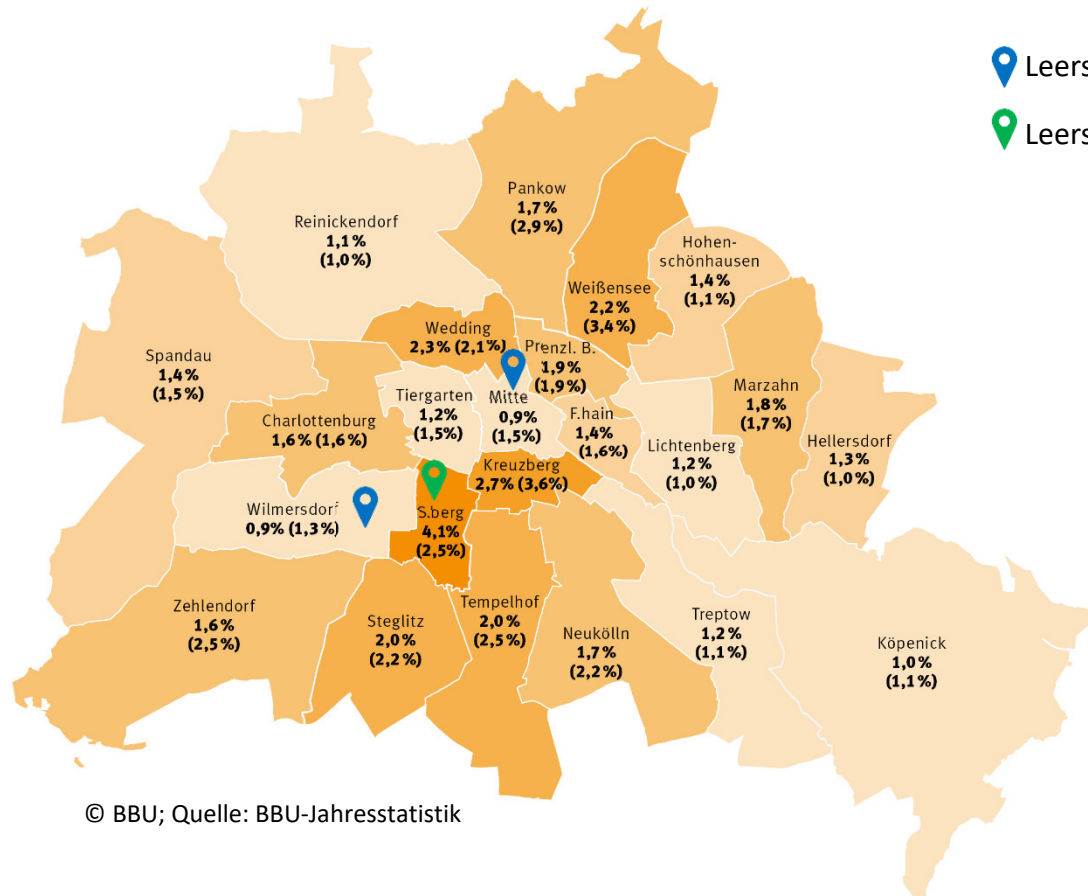 Leers
Leers
Pankow
1,7%
(2,9%)
Reinickendorf
1,1%
(1,0%)
Hohen-
schönhausen
1,4%
(1,1%)
Weißensee
2,2%
(3,4%)
Wedding
2,3% (2,1%)
Prenzl. B.
1,9%
(1,9%)
Spandau
1,4%
(1,5%)
Tiergarten
1,2%
(1,5%)
Mitte
0,9%
(1,5%)
Marzahn
1,8%
(1,7%)
Charlottenburg
1,6% (1,6%)
F.hain
1,4%
(1,6%)
Lichtenberg
1,2%
(1,0%)
Hellersdorf
1,3%
(1,0%)
Kreuzberg
2,7% (3,6%)
Wilmersdorf
0,9% (1,3%)
S.berg
4,1%
(2,5%)
Zehlendorf
1,6%
(2,5%)
Steglitz
2,0%
(2,2%)
Tempelhof
2,0%
(2,5%)
Neukölln
1,7%
(2,2%)
Treptow
1,2%
(1,1%)
Köpenick
1,0%
(1,1%)
© BBU; Quelle: BBU-Jahresstatistik